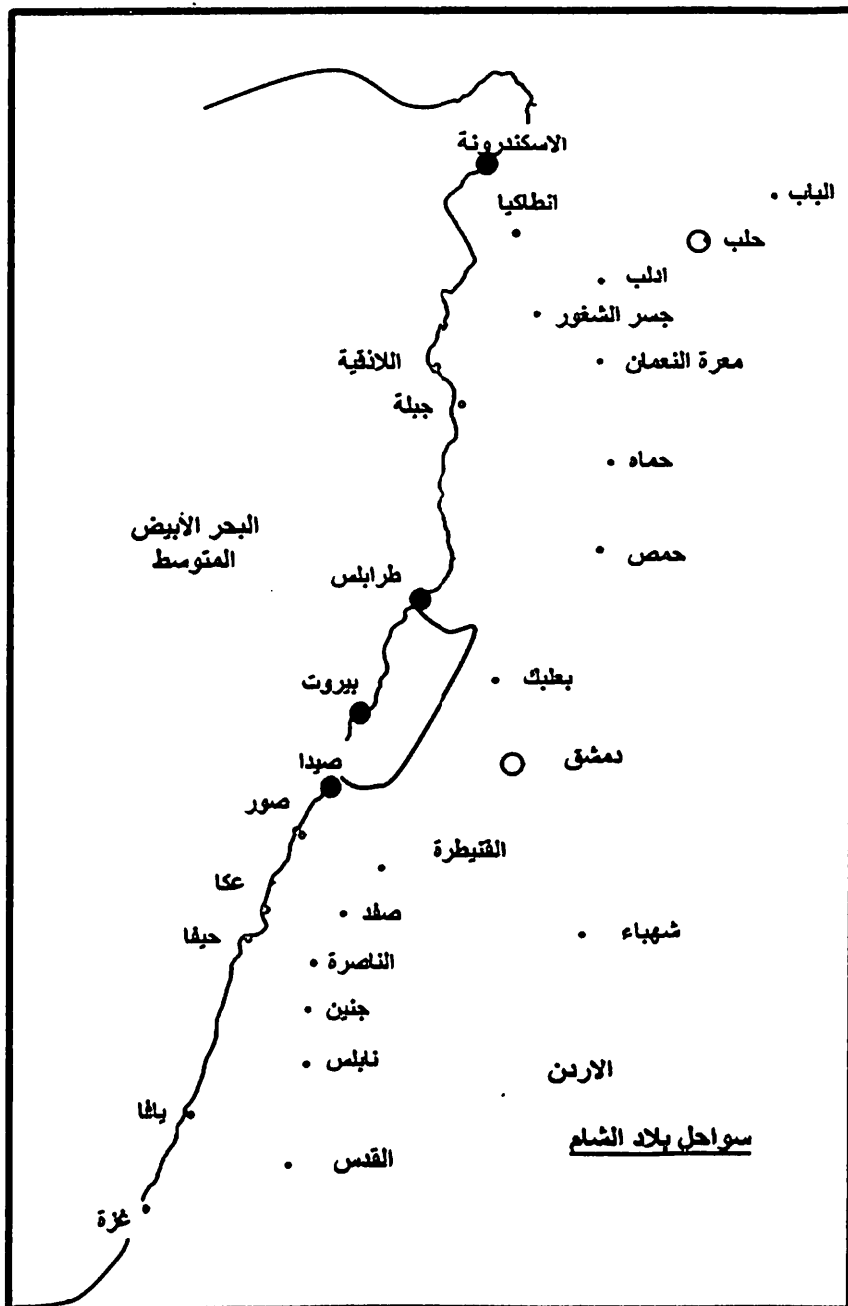 الاسكندرونة
الباب
انطاكيا
حلب
ادلب
جسر الشغور
معرة النعمان
اللاذقية
جبلة
حماه
البحر الأبيض
المتوسط
حمص
طرابلس
بعلبك
بيروت
دمشق
صيدا
صور
القنيطرة
عكا
صفد
حيفا
شهباء
الناصرة
جنين
نابلس
الاردن
يافا
سواحل بلاد الشام
القدس
غزة